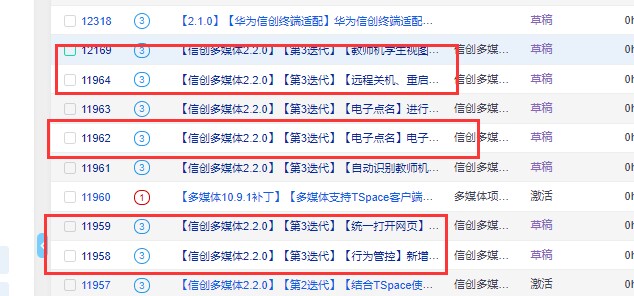 12318 3 【2.1.0】【华为信创终端适配】华为信创终端适配... 草稿 0h
12169 3 【信创多媒体2.2.0】【第3迭代】【教师机学生视图... 信创多媒... 草稿 0h
11964 3 【信创多媒体2.2.0】【第3迭代】【远程关机、重启... 信创多媒... 草稿 0h
11963 3 【信创多媒体2.2.0】【第3迭代】【电子点名】进行... 信创多媒... 草稿 0h
11962 3 【信创多媒体2.2.0】【第3迭代】【电子点名】电子... 信创多媒... 草稿 0h
11961 3 【信创多媒体2.2.0】【第3迭代】【自动识别教师机... 信创多媒... 草稿 0h
11960 1 【多媒体10.9.1补丁】【多媒体支持TSpace客户端... 多媒体项... 激活 0h
11959 3 【信创多媒体2.2.0】【第3迭代】【统一打开网页】... 信创多媒... 草稿 0h
11958 3 【信创多媒体2.2.0】【第3迭代】【行为管控】新增... 信创多媒... 草稿 0h
11957 3 【信创多媒体2.2.0】【第2迭代】【结合TSpace使... 信创多媒... 激活 0h